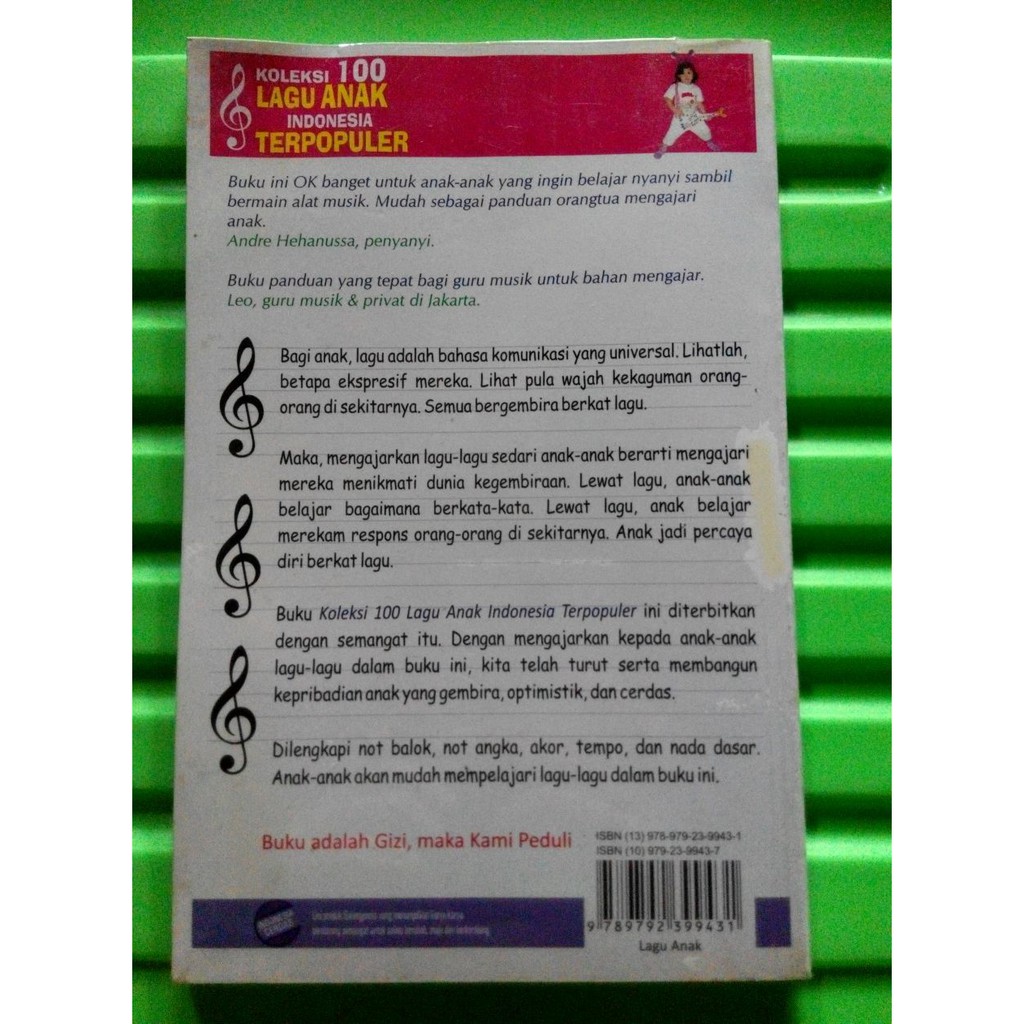 KOLEKSI 100
LAGU ANAK
INDONESIA
TERPOPULER
Buku ini OK banget untuk anak-anak yang ingin belajar nyanyi sambil
bermain alat musik. Mudah sebagai panduan orangtua mengajari
anak.
Andre Hehanussa, penyanyi.
Buku panduan yang tepat bagi guru musik untuk bahan mengajar.
Leo, guru musik & privat di Jakarta.
Bagi anak, lagu adalah bahasa komunikasi yang universal. Lihatlah,
betapa ekspresif mereka. Lihat pula wajah kekaguman orang-
orang di sekitarnya. Semua bergembira berkat lagu.
Maka, mengajarkan lagu-lagu sedari anak-anak berarti mengajari
mereka menikmati dunia kegembiraan. Lewat lagu, anak-anak
belajar bagaimana berkata-kata. Lewat lagu, anak belajar
merekam respons orang-orang di sekitarnya. Anak jadi percaya
diri berkat lagu.
Buku Koleksi 100 Lagu Anak Indonesia Terpopuler ini diterbitkan
dengan semangat itu. Dengan mengajarkan kepada anak-anak
lagu-lagu dalam buku ini, kita telah turut serta membangun
kepribadian anak yang gembira, optimistik, dan cerdas.
Dilengkapi not balok, not angka, akor, tempo, dan nada dasar.
Anak-anak akan mudah mempelajari lagu-lagu dalam buku ini.
Buku adalah Gizi, maka Kami Peduli
ISBN (13) 978-979-23-9943-1
ISBN (10) 979-23-9943-7
9 789792 399431
Lagu Anak